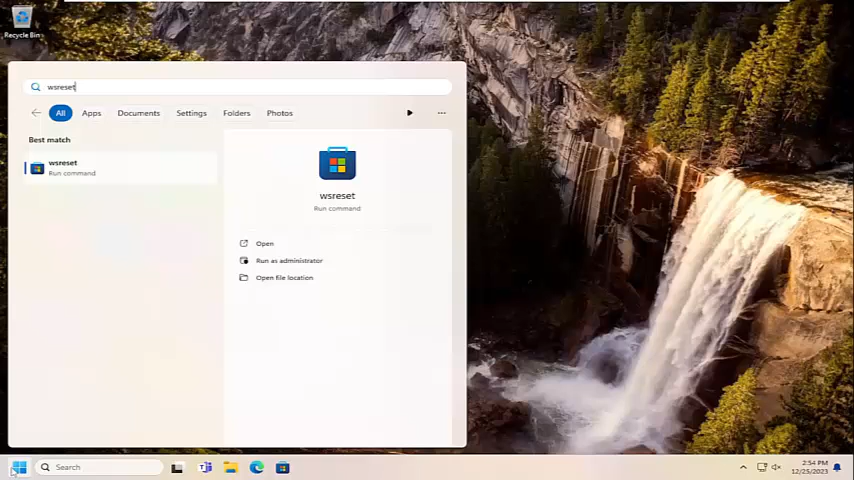 Recycle Bin
wsreset
All Apps Documents Settings Folders Photos
Best match
wsreset
Run command
wsreset
Run command
Open
Run as administrator
Open file location
Search
2:54 PM
12/25/2023